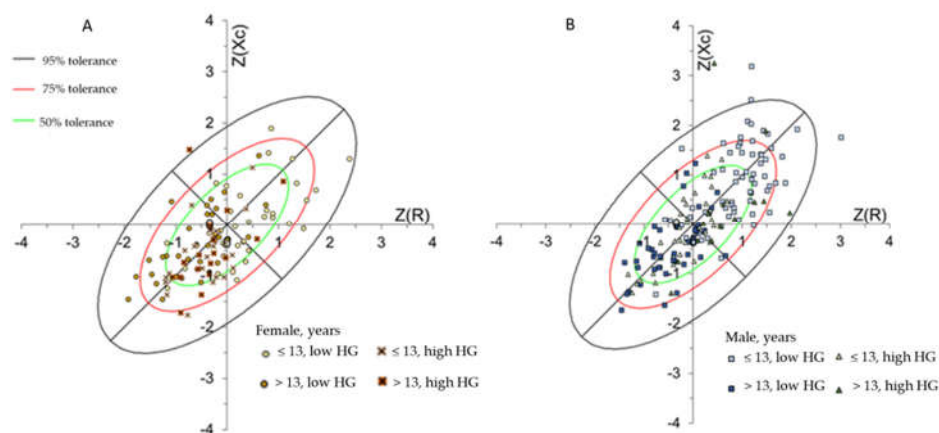 A
B
95% tolerance
75% tolerance
50% tolerance
Z(Xc)
4
3
2
1
-1
-2
-3
-4
Z(R)
-4 -3 -2 -1 0 1 2 3 4
Female, years
≤ 13, low HG ≤ 13, high HG
> 13, low HG > 13, high HG
Z(Xc)
4
3
2
1
-1
-2
-3
-4
Z(R)
-4 -3 -2 -1 0 1 2 3 4
Male, years
≤ 13, low HG ≤ 13, high HG
> 13, low HG > 13, high HG